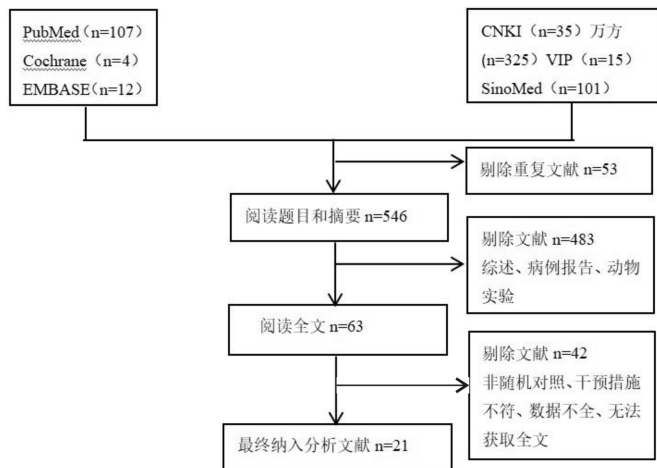 PubMed（n=107）
Cochrane（n=4）
EMBASE（n=12）
CNKI（n=35）万方
(n=325）VIP（n=15）
SinoMed（n=101）
剔除重复文献 n=53
阅读题目和摘要 n=546
剔除文献 n=483
综述、病例报告、动物
实验
阅读全文 n=63
剔除文献 n=42
非随机对照、干预措施
不符、数据不全、无法
获取全文
最终纳入分析文献 n=21